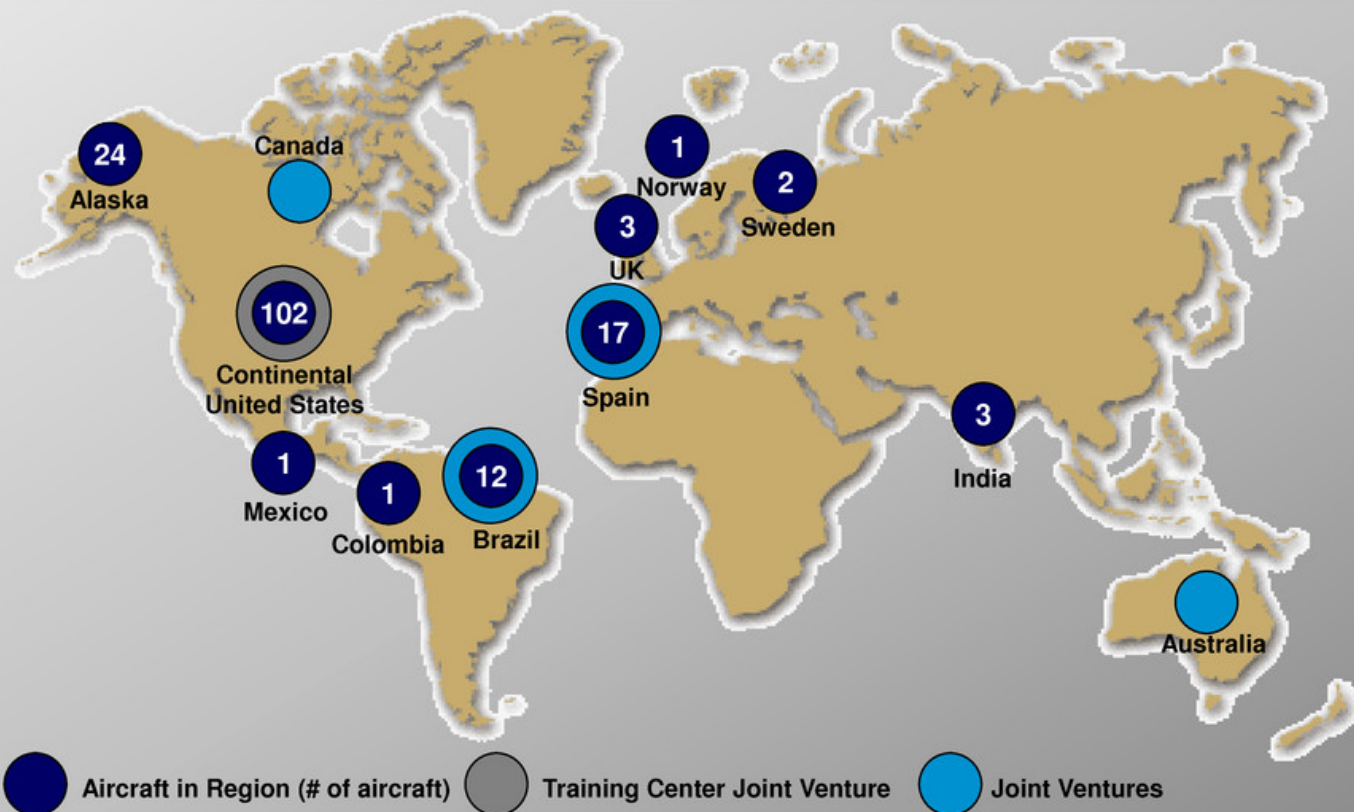 1
24
Canada
2
Norway
Alaska
3
Sweden
UK
102
17
Continental
United States
Spain
3
1
12
1
India
Mexico
Colombia
Brazil
Australia
Aircraft in Region (# of aircraft)
Training Center Joint Venture
Joint Ventures